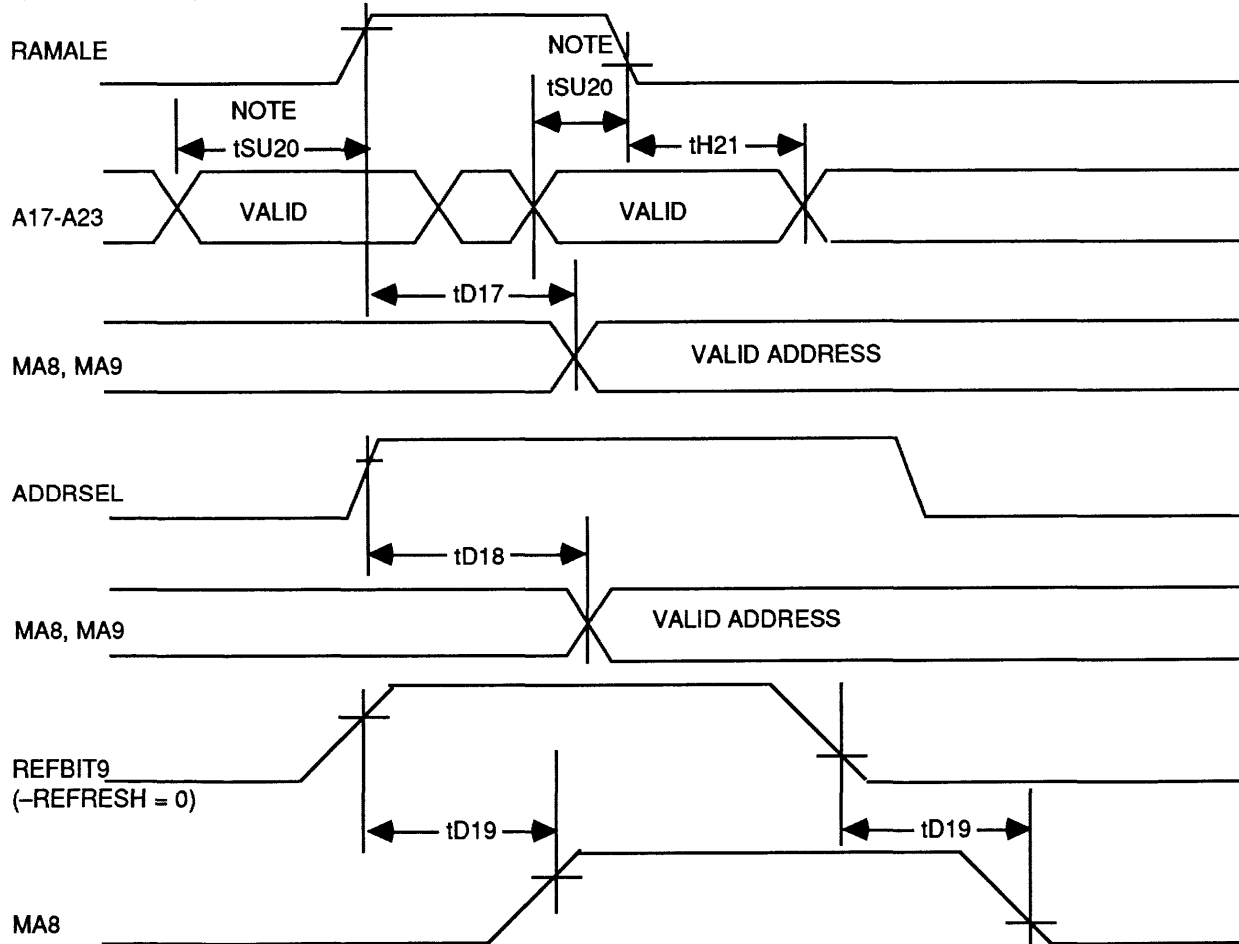 RAMALE
NOTE
tSU20
NOTE
tSU20
tH21
A17-A23
VALID
VALID
tD17
MA8, MA9
VALID ADDRESS
ADDRSEL
tD18
MA8, MA9
VALID ADDRESS
REFBIT9
(–REFRESH = 0)
tD19
tD19
MA8